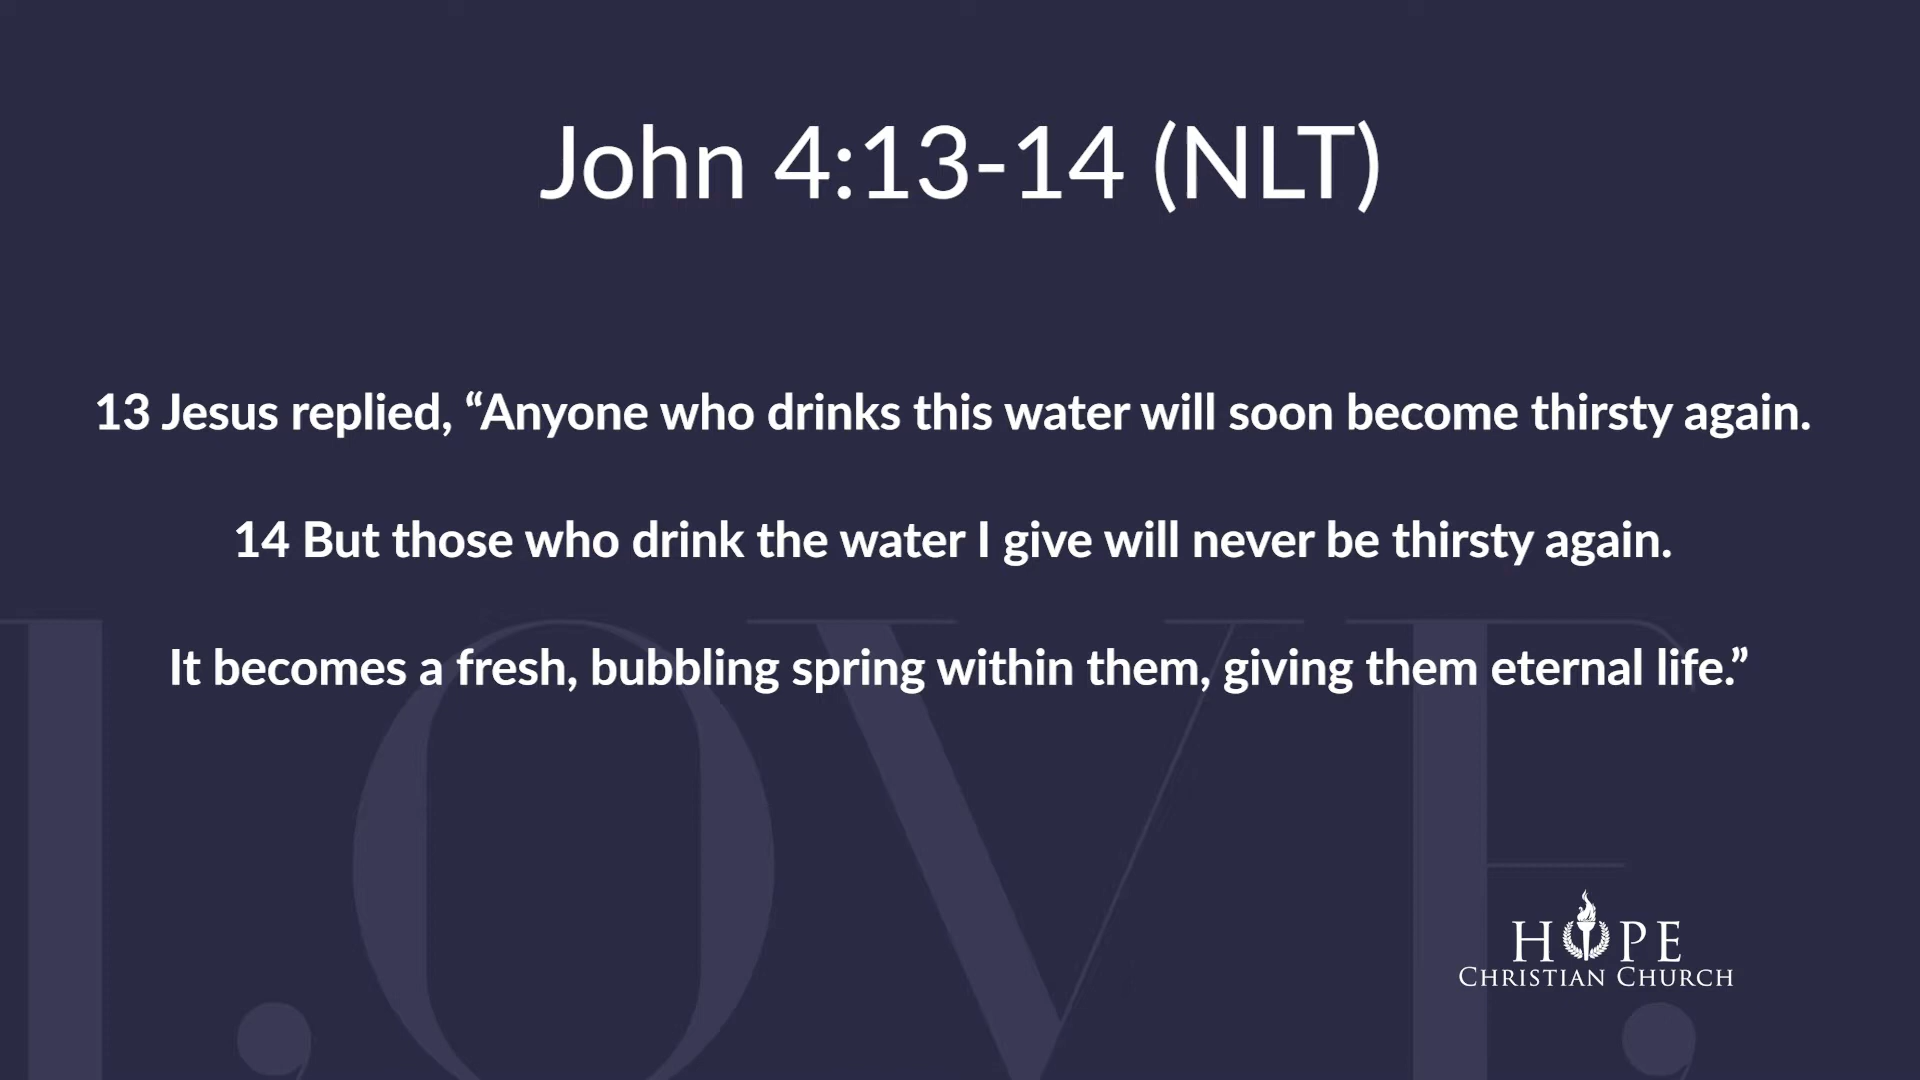 John 4:13-14 (NLT)
13 Jesus replied, “Anyone who drinks this water will soon become thirsty again.
14 But those who drink the water I give will never be thirsty again.
It becomes a fresh, bubbling spring within them, giving them eternal life.”
LOVE
HOPE
CHRISTIAN CHURCH